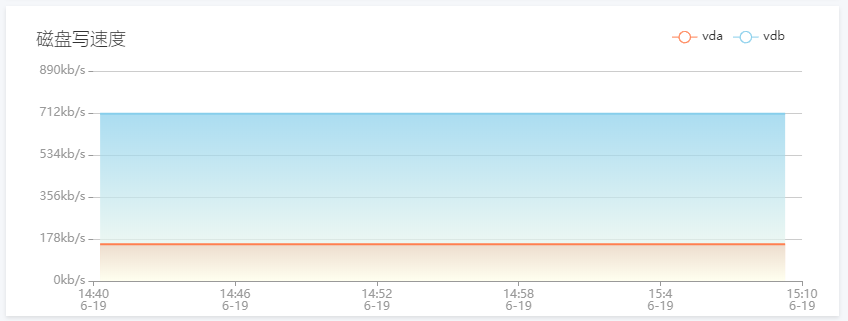 磁盘写速度
vda
vdb
890kb/s
712kb/s
534kb/s
356kb/s
178kb/s
0kb/s
14:40 14:46 14:52 14:58 15:4 15:10
6-19 6-19 6-19 6-19 6-19 6-19